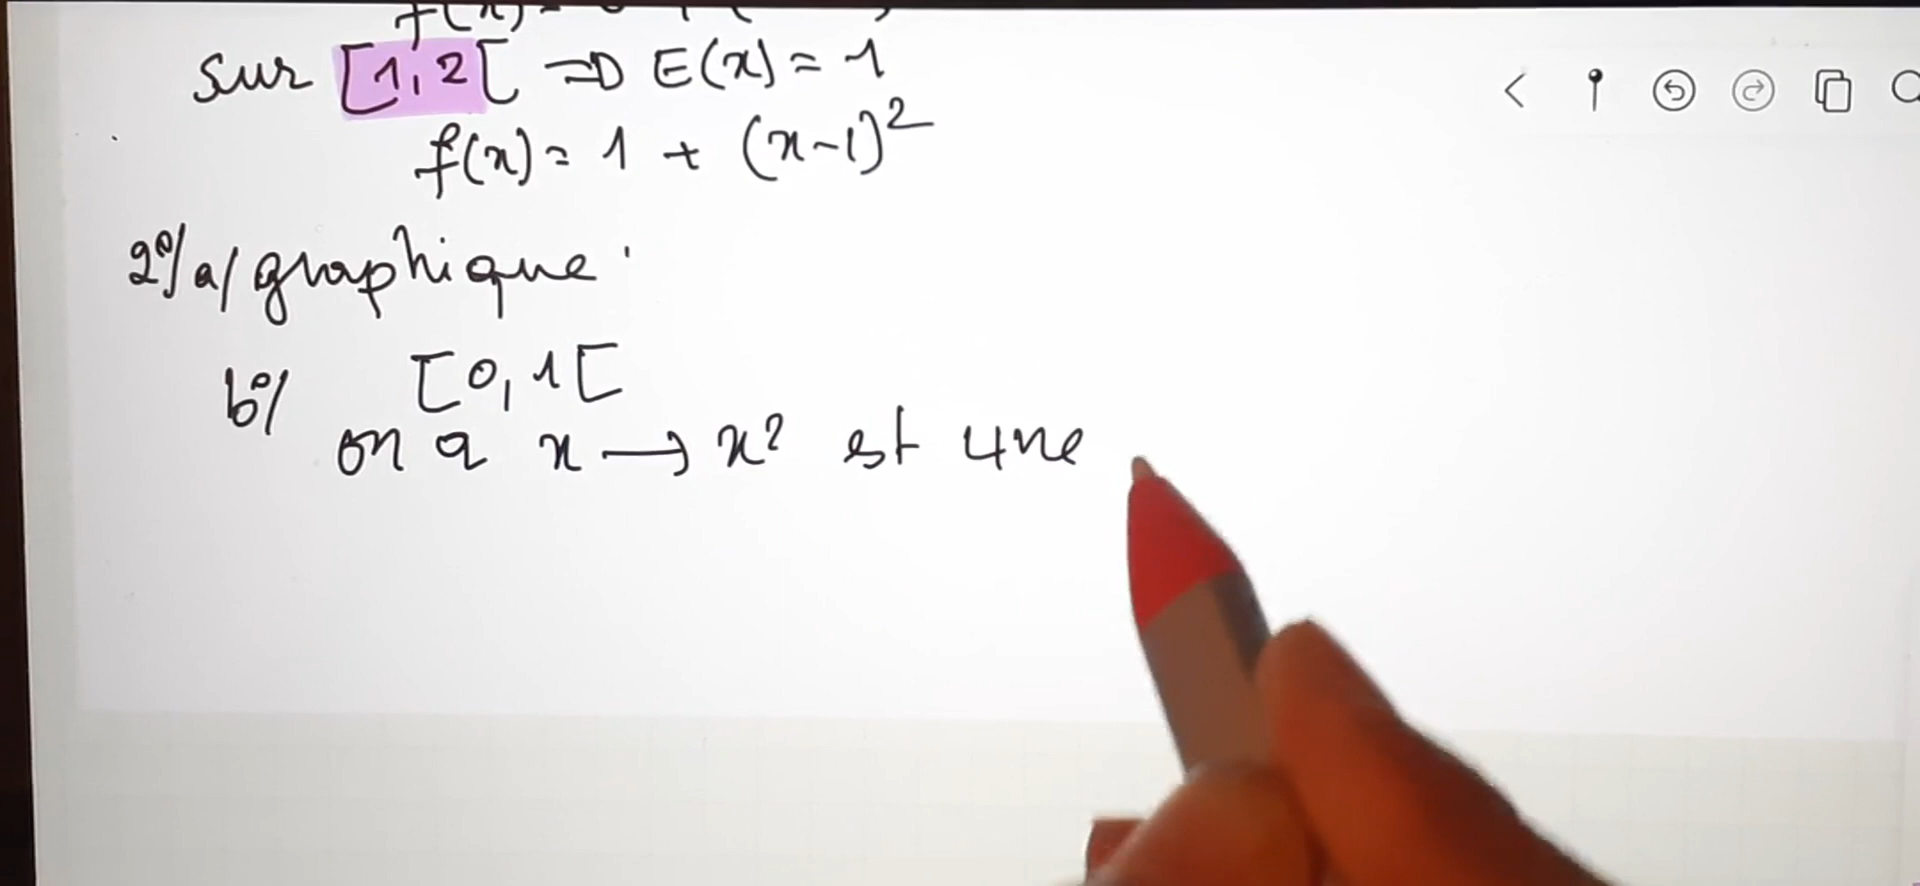 sur [1,2[ => E(x) = 1
f(x) = 1 + (x-1)²
2°/a/ graphique.
b°/ [0,1[
on a x → x² est une